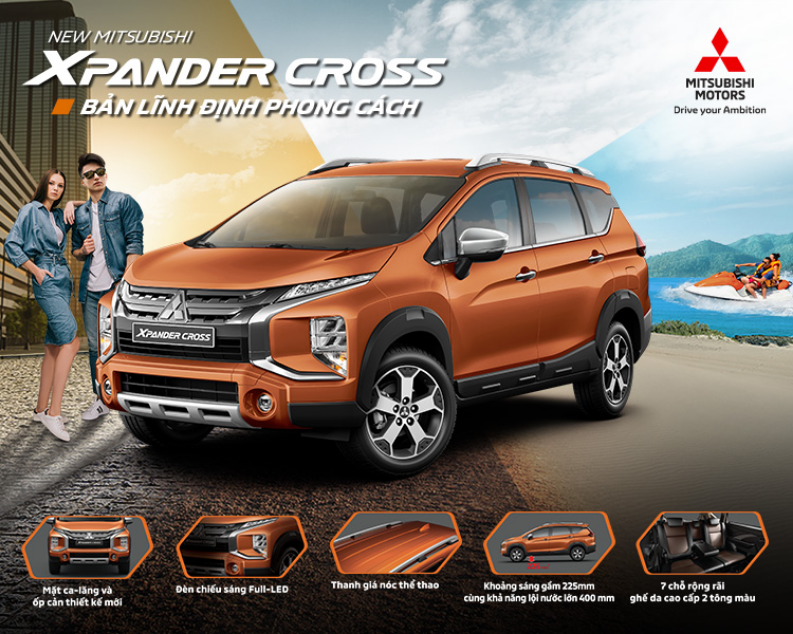 NEW MITSUBISHI
XPANDER CROSS
BẢN LĨNH ĐỊNH PHONG CÁCH
MITSUBISHI
MOTORS
Drive your Ambition
XPANDER CROSS
Mặt ca-lăng và
ốp cản thiết kế mới
Đèn chiếu sáng Full-LED
Thanh giá nóc thể thao
Khoảng sáng gầm 225mm
cùng khả năng lội nước lớn 400 mm
7 chỗ rộng rãi
ghế da cao cấp 2 tông màu